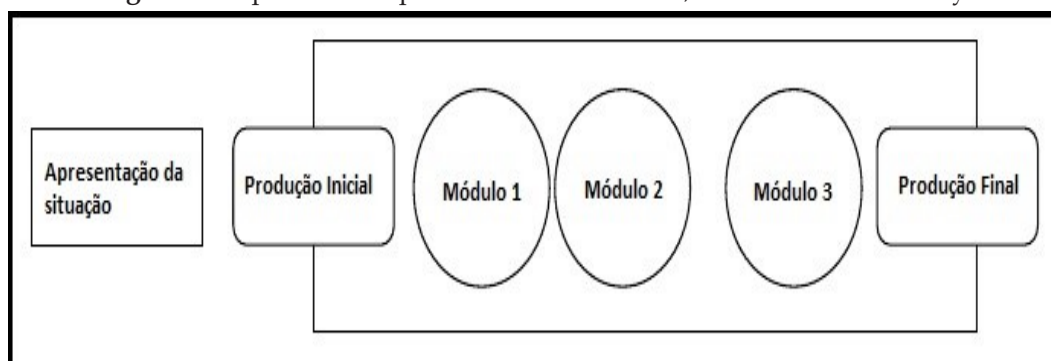 Apresentação da
situação
Produção Inicial
Módulo 1
Módulo 2
Módulo 3
Produção Final